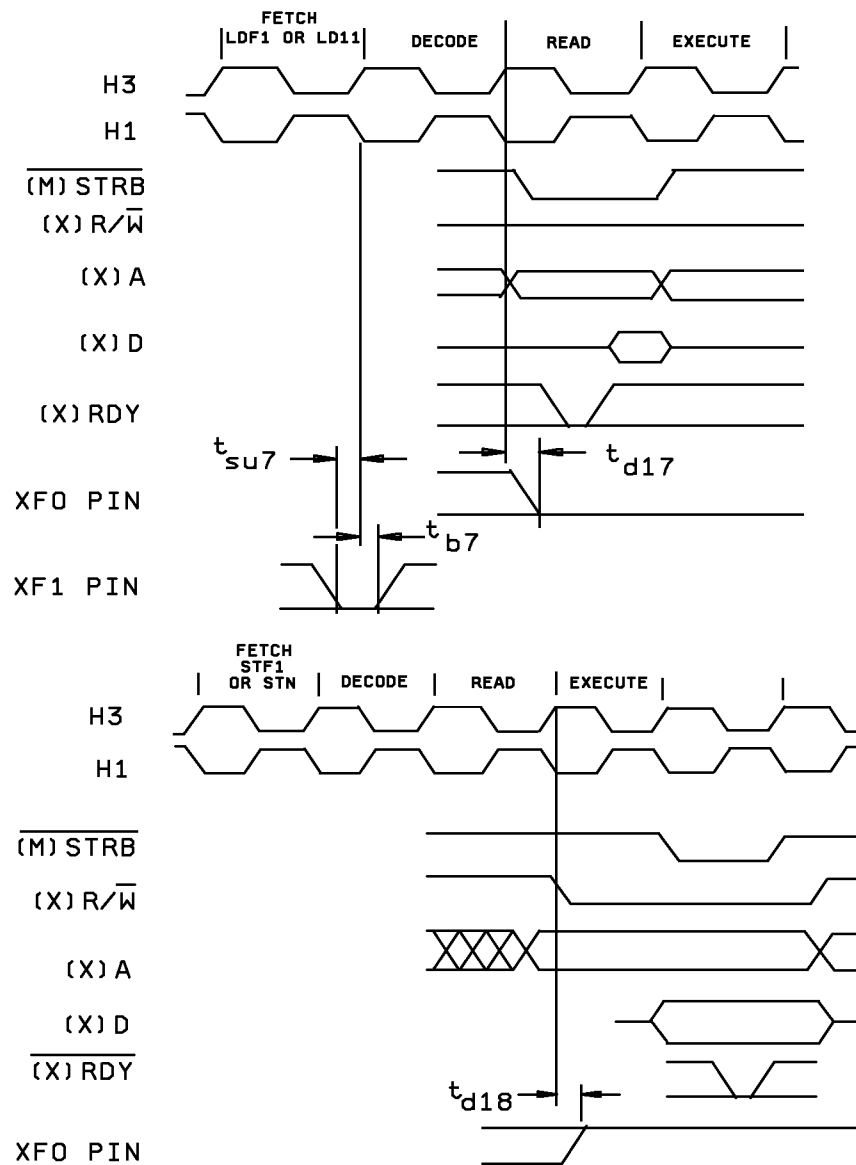 FETCH
LDF1 OR LD11 DECODE READ EXECUTE
H3
H1
(M) STRB
(X) R/W̅
(X) A
(X) D
(X) RDY
tsu7
td17
XF0 PIN
tb7
XF1 PIN
FETCH
STF1
OR STN DECODE READ EXECUTE
H3
H1
(M) STRB
(X) R/W̅
(X) A
(X) D
(X) RDY
td18
XF0 PIN